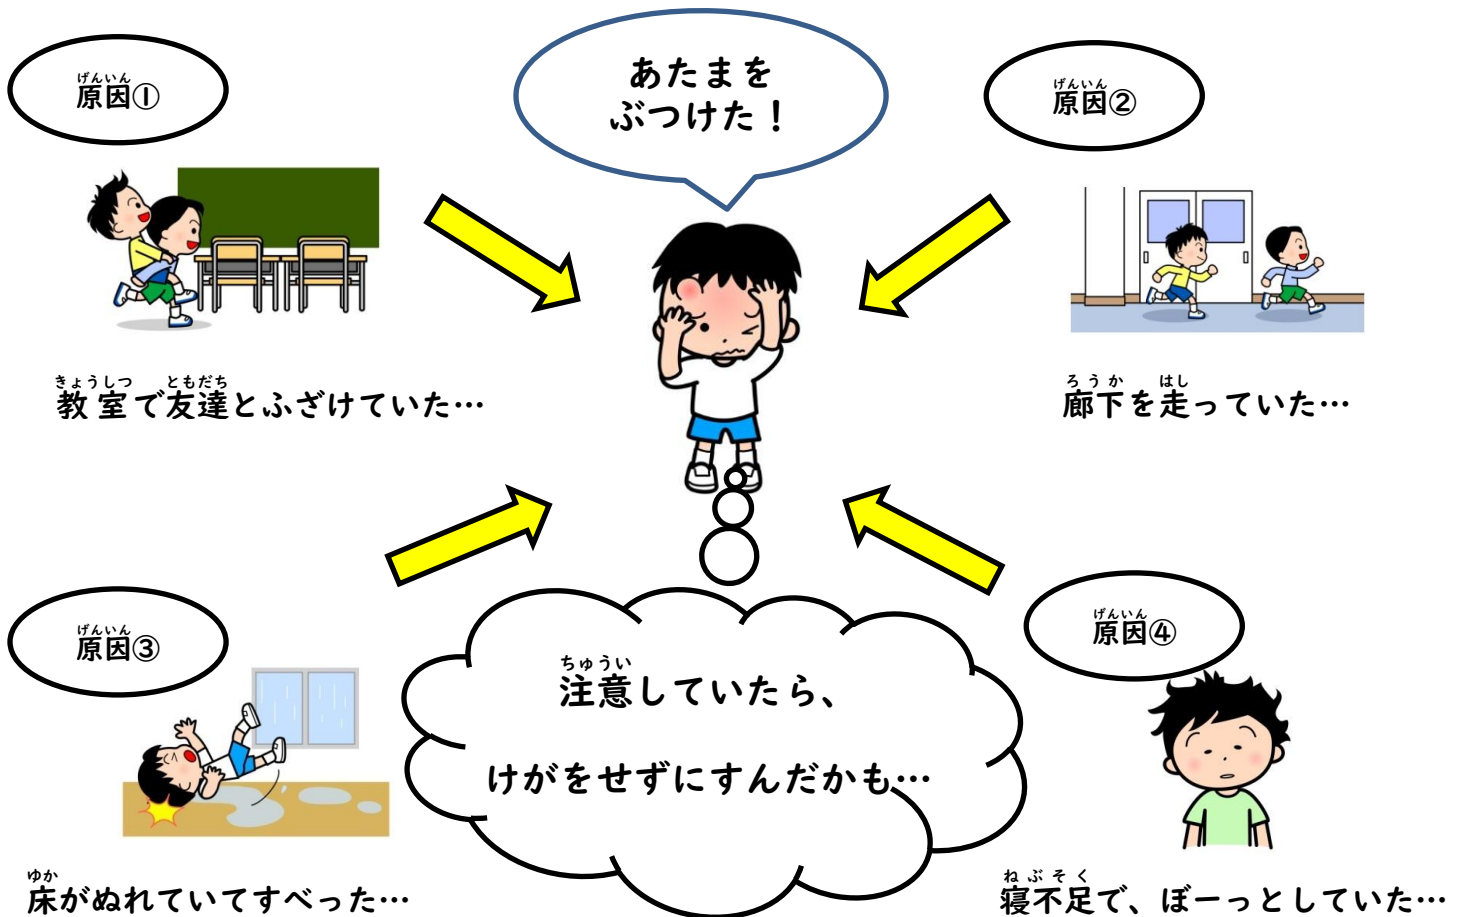 げんいん
原因①
あたまを
ぶつけた！
げんいん
原因②
きょうしつ ともだち
教室で友達とふざけていた…
ろうか はし
廊下を走っていた…
げんいん
原因③
ちゅうい
注意していたら、
けがをせずにすんだかも…
げんいん
原因④
ゆか
床がぬれていてすべった…
ねぶそく
寝不足で、ぼーっとしていた…